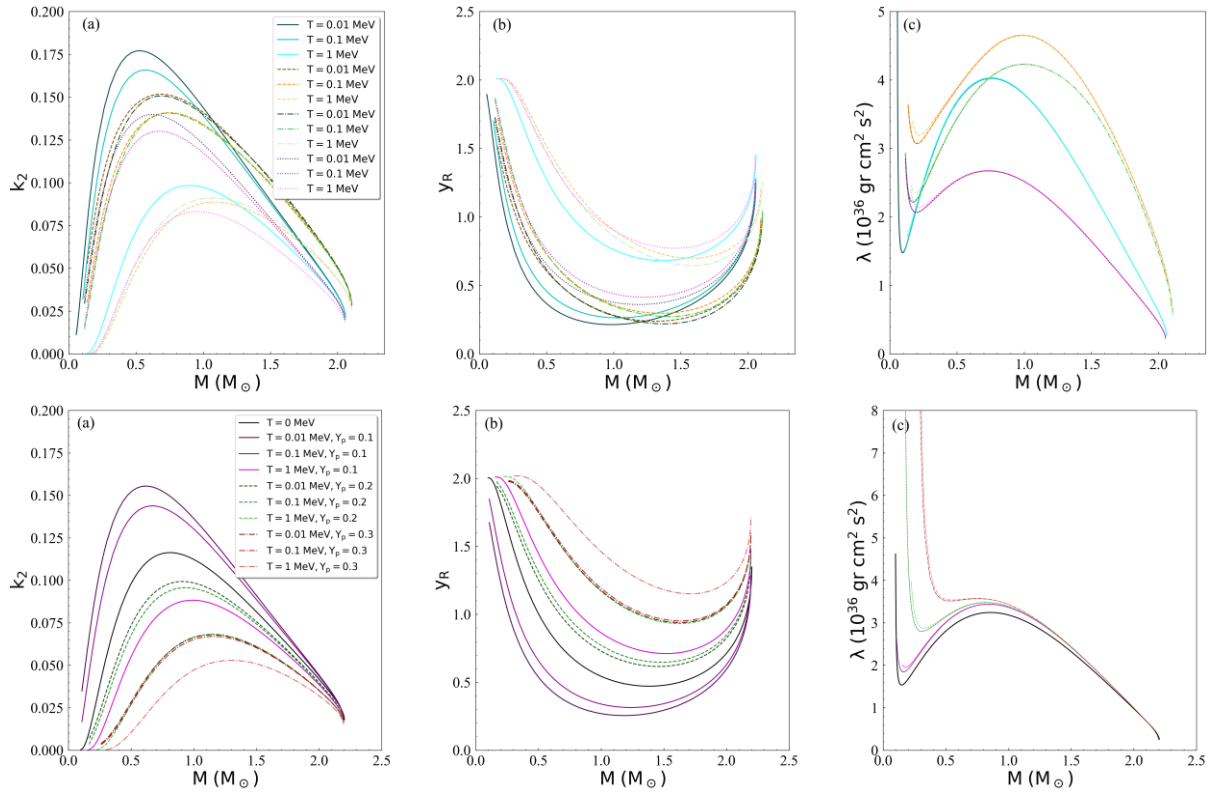 (a)
k₂
0.200
0.175
0.150
0.125
0.100
0.075
0.050
0.025
0.000
T = 0.01 MeV
T = 0.1 MeV
T = 1 MeV
T = 0.01 MeV
T = 0.1 MeV
T = 1 MeV
T = 0.01 MeV
T = 0.1 MeV
T = 1 MeV
T = 0.01 MeV
T = 0.1 MeV
T = 1 MeV
0.0 0.5 1.0 1.5 2.0
M (M⊙)
(b)
y_R
2.5
2.0
1.5
1.0
0.5
0.0
0.0 0.5 1.0 1.5 2.0
M (M⊙)
(c)
λ (10³⁶ gr cm² s²)
5
4
3
2
1
0
0.0 0.5 1.0 1.5 2.0
M (M⊙)
(a)
k₂
0.200
0.175
0.150
0.125
0.100
0.075
0.050
0.025
0.000
T = 0 MeV
T = 0.01 MeV, Yₚ = 0.1
T = 0.1 MeV, Yₚ = 0.1
T = 1 MeV, Yₚ = 0.1
T = 0.01 MeV, Yₚ = 0.2
T = 0.1 MeV, Yₚ = 0.2
T = 1 MeV, Yₚ = 0.2
T = 0.01 MeV, Yₚ = 0.3
T = 0.1 MeV, Yₚ = 0.3
T = 1 MeV, Yₚ = 0.3
0.0 0.5 1.0 1.5 2.0 2.5
M (M⊙)
(b)
y_R
2.5
2.0
1.5
1.0
0.5
0.0
0.0 0.5 1.0 1.5 2.0 2.5
M (M⊙)
(c)
λ (10³⁶ gr cm² s²)
8
7
6
5
4
3
2
1
0
0.0 0.5 1.0 1.5 2.0 2.5
M (M⊙)